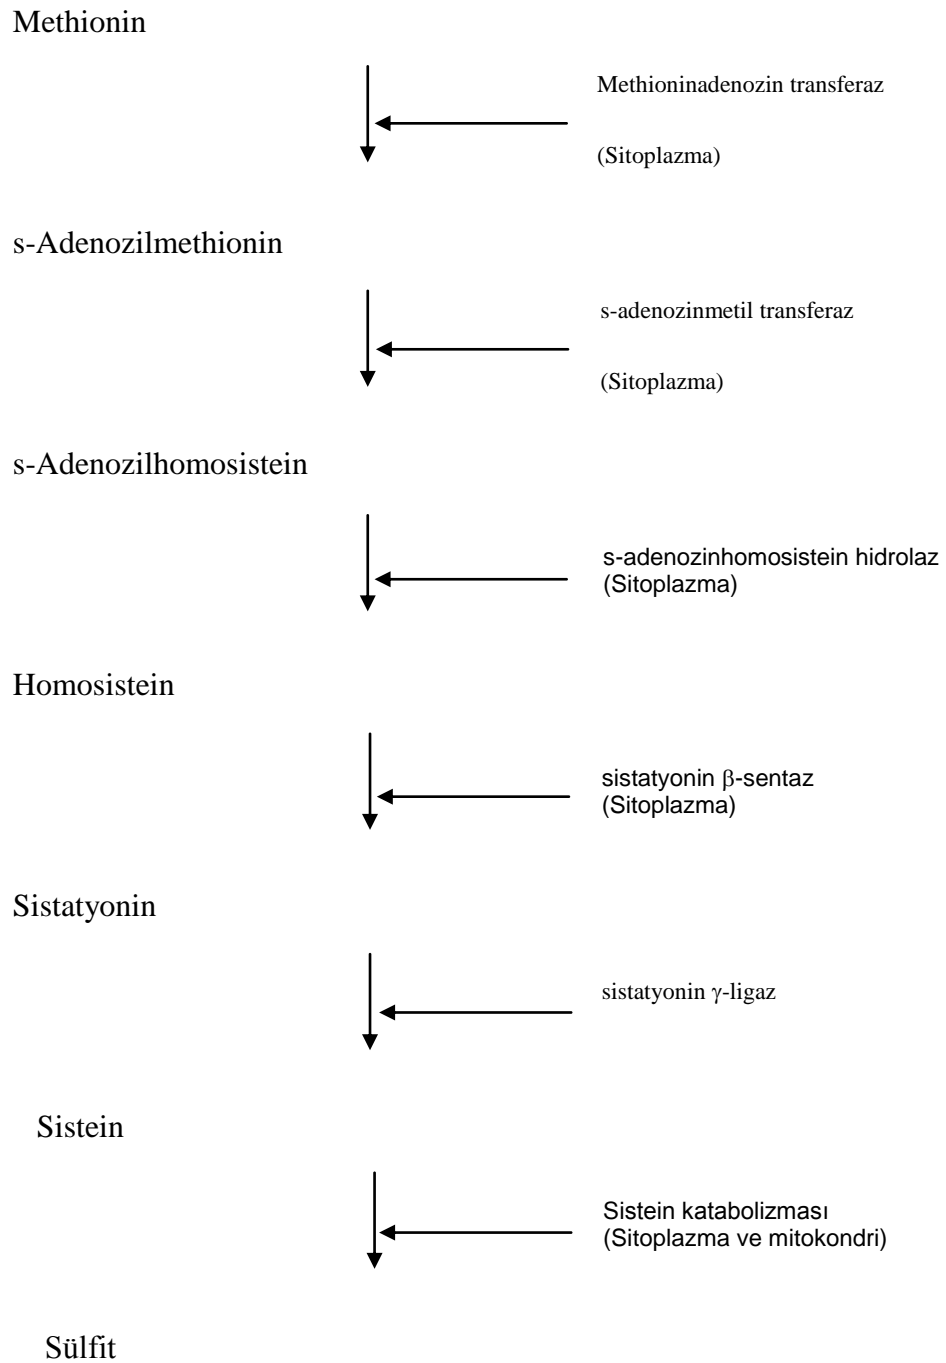 Methionin
Methioninadenozin transferaz
(Sitoplazma)
s-Adenozilmethionin
s-adenozinmetil transferaz
(Sitoplazma)
s-Adenozilhomosistein
s-adenozinhomosistein hidrolaz
(Sitoplazma)
Homosistein
sistatyonin β-sentaz
(Sitoplazma)
Sistatyonin
sistatyonin γ-ligaz
Sistein
Sistein katabolizması
(Sitoplazma ve mitokondri)
Sülfit